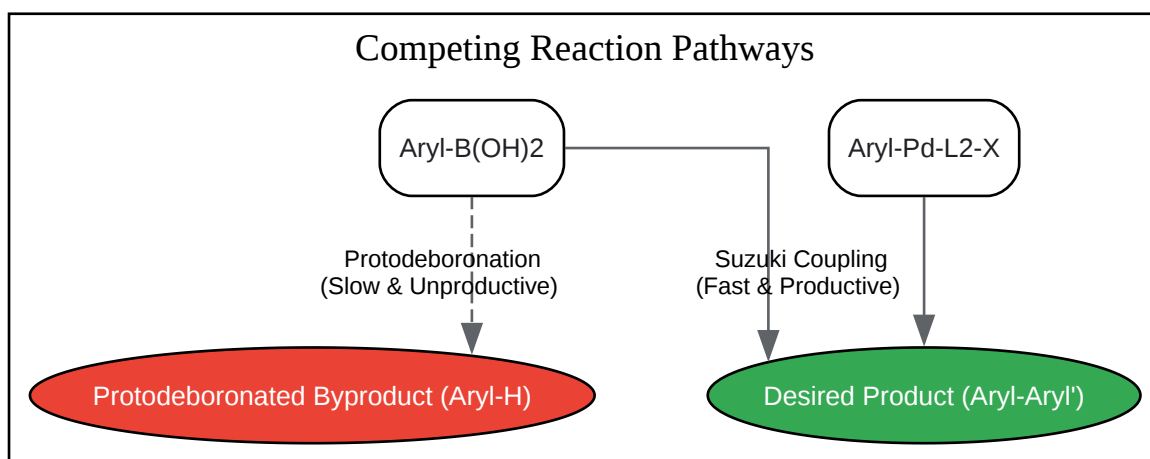 Competing Reaction Pathways
Aryl-B(OH)2
Aryl-Pd-L2-X
Protodeboronation
(Slow & Unproductive)
Suzuki Coupling
(Fast & Productive)
Protodeboronated Byproduct (Aryl-H)
Desired Product (Aryl-Aryl')